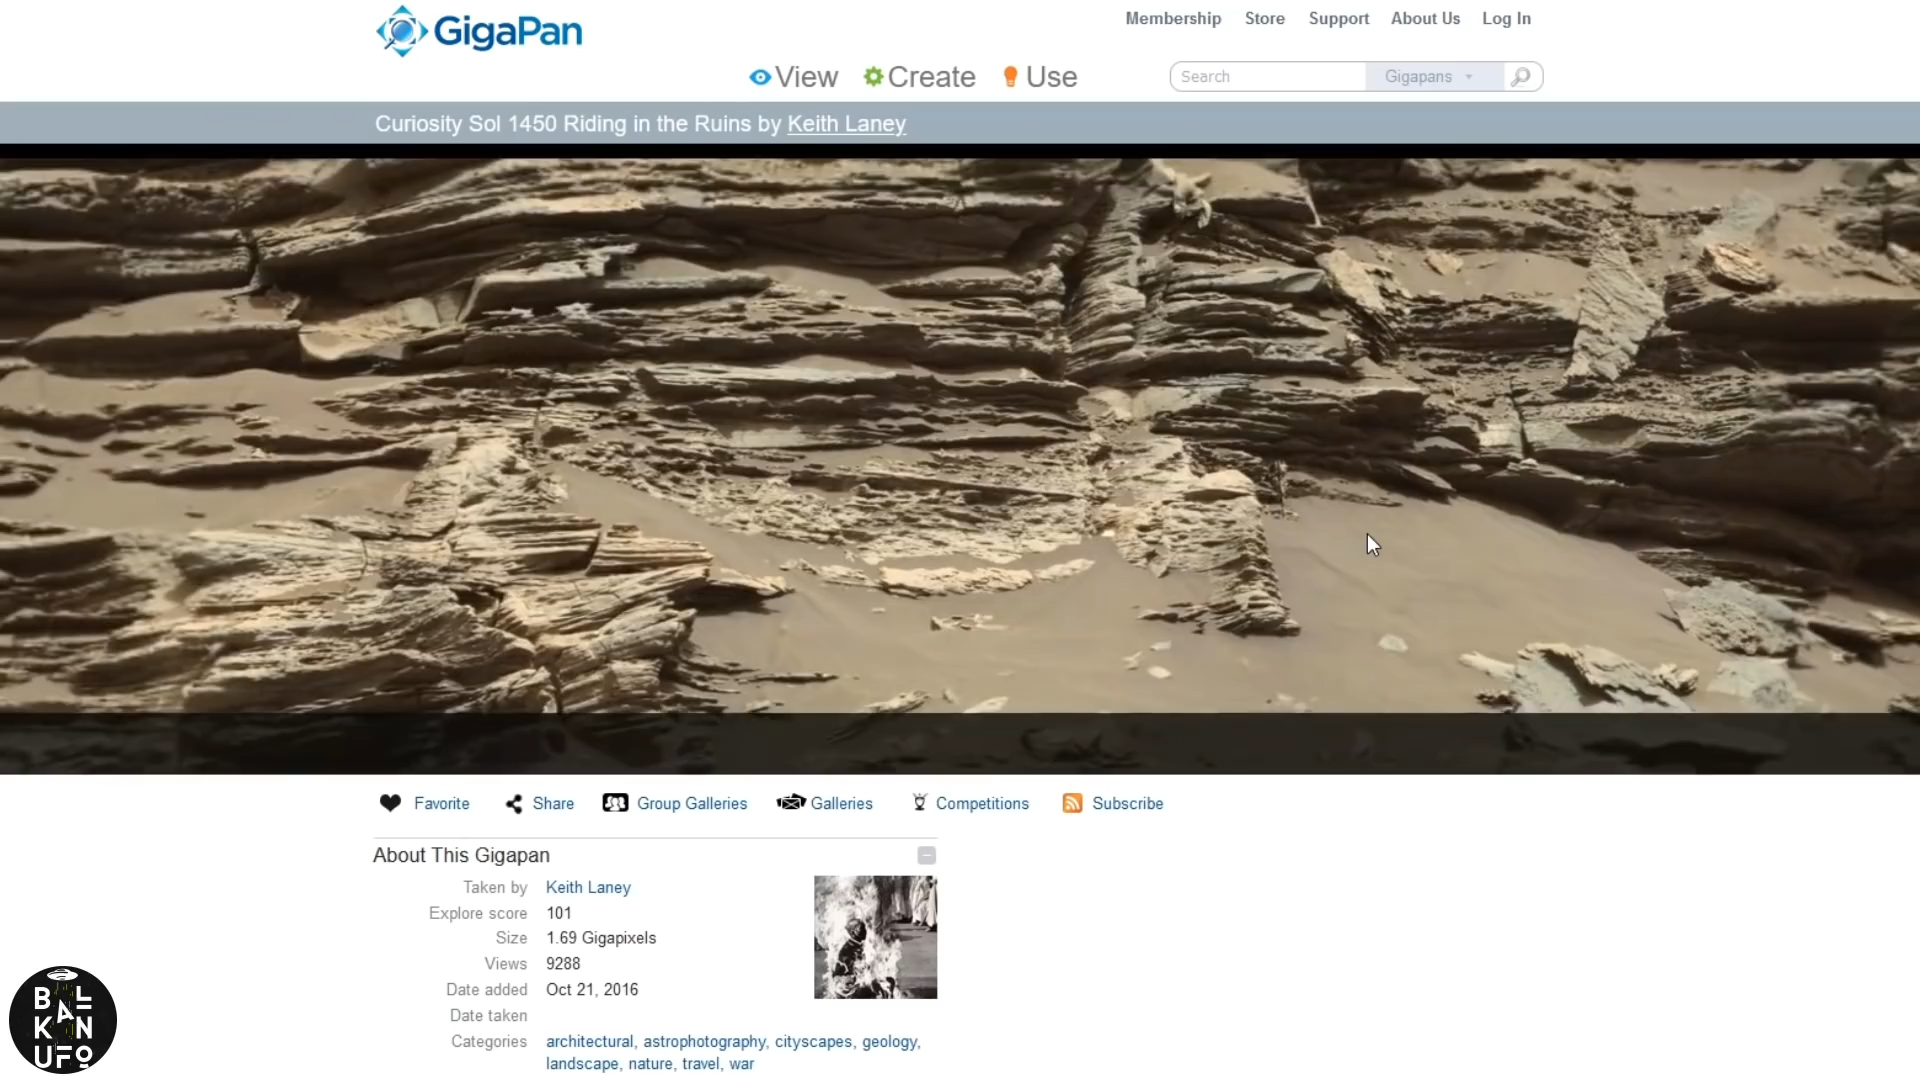 GigaPan
Membership Store Support About Us Log In
View Create Use
Search Gigapans
Curiosity Sol 1450 Riding in the Ruins by Keith Laney
Favorite Share Group Galleries Galleries Competitions Subscribe
About This Gigapan
Taken by Keith Laney
Explore score 101
Size 1.69 Gigapixels
Views 9288
Date added Oct 21, 2016
Date taken
Categories architectural, astrophotography, cityscapes, geology,
landscape, nature, travel, war
BALKAN UFO